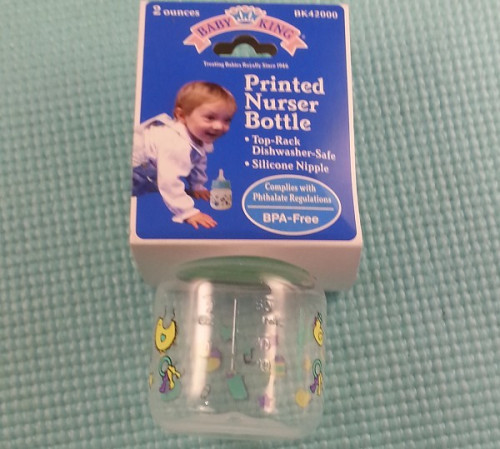 2 ounces
BK42000
BABY KING
Treating Babies Royally Since 1946
Printed
Nurser
Bottle
• Top-Rack
Dishwasher-Safe
• Silicone Nipple
Complies with
Phthalate Regulations
BPA-Free